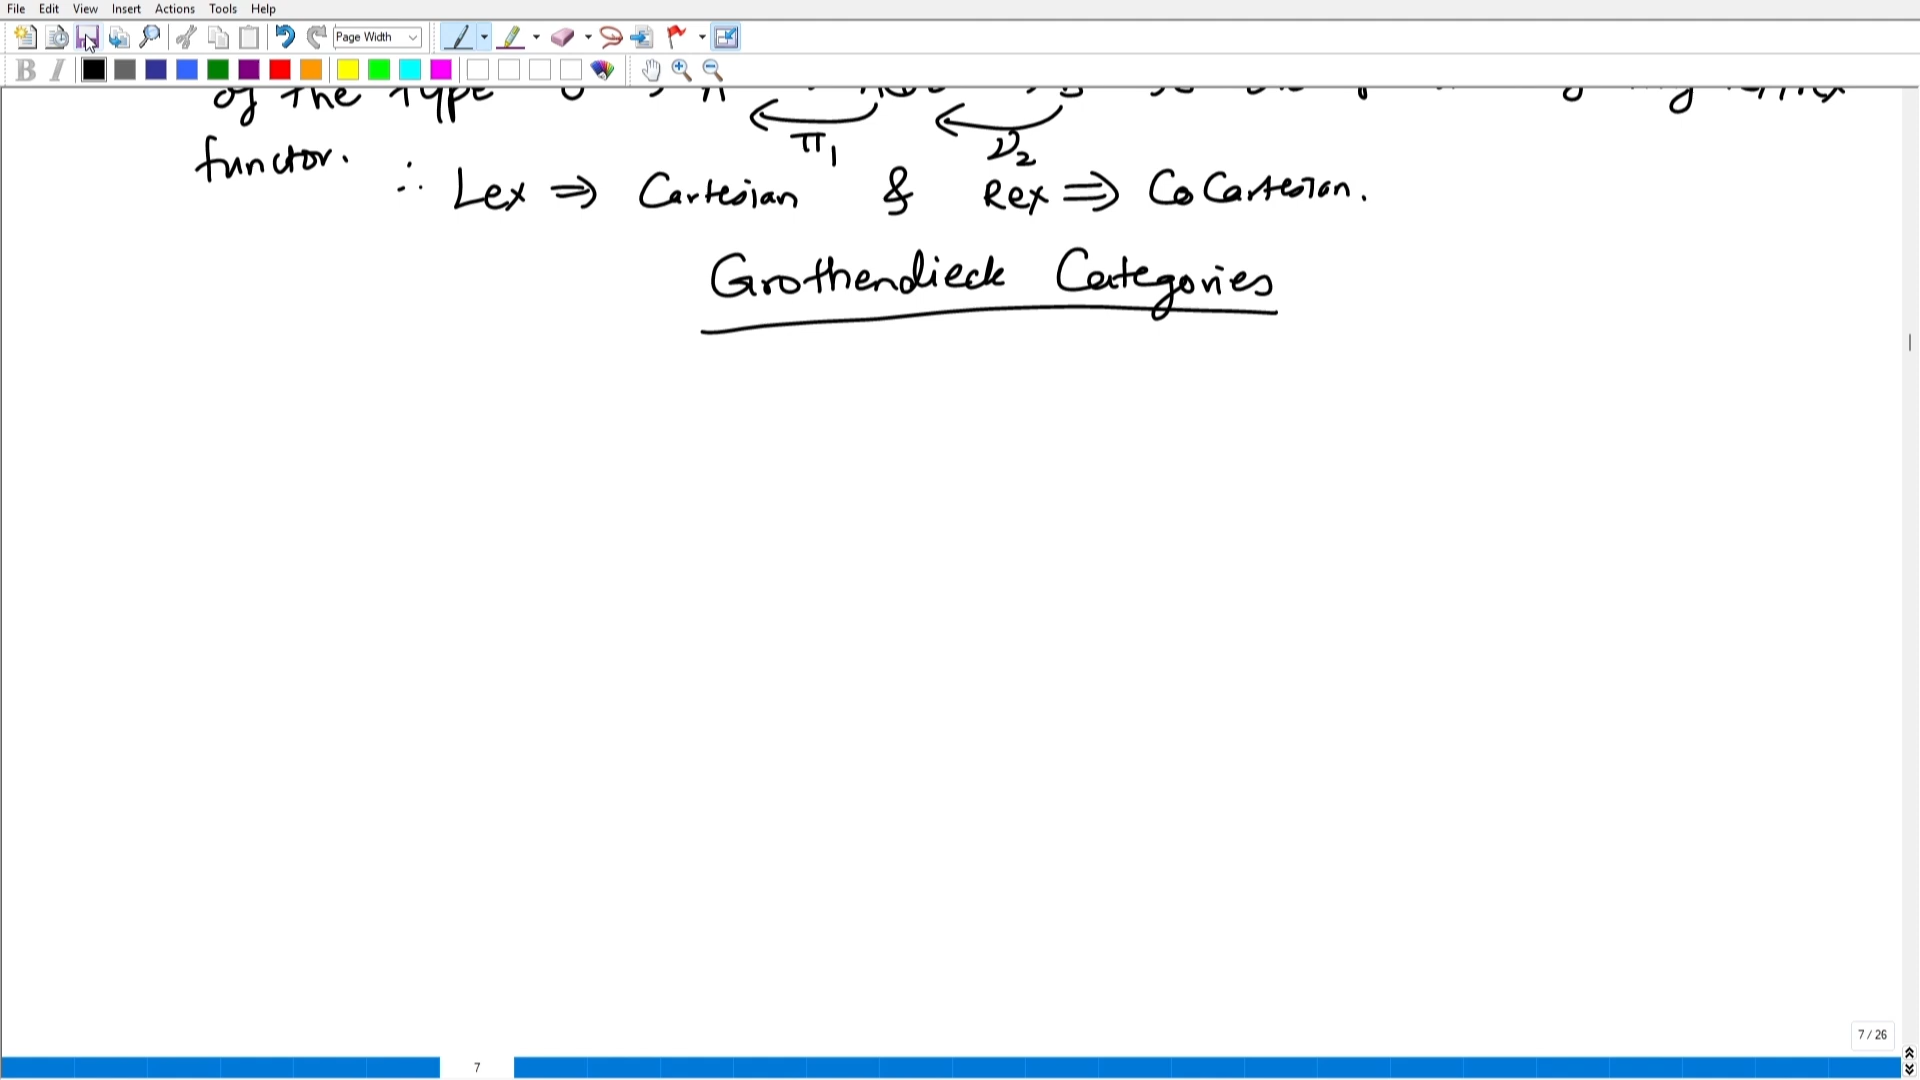 File Edit View Insert Actions Tools Help
Page Width
B I
of the type
π₁ ν₂
functor. ∴ Lex ⇒ Cartesian & Rex ⇒ CoCartesian.
Grothendieck Categories
7 / 26
7